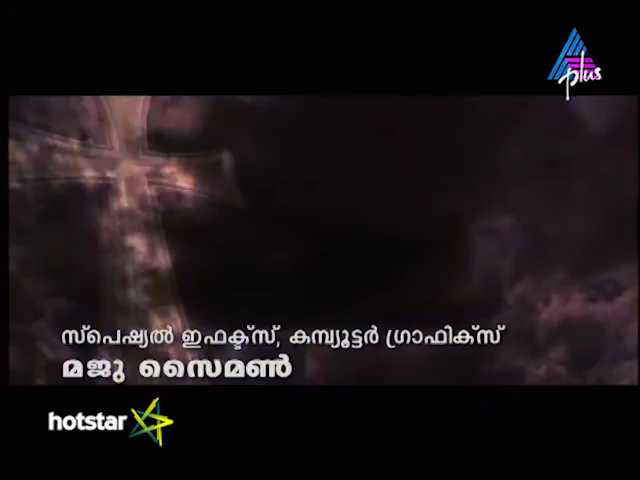 plus
സ്പെഷ്യൽ ഇഫക്ട്സ്, കമ്പ്യൂട്ടർ ഗ്രാഫിക്സ്
മജു സൈമൺ
hotstar